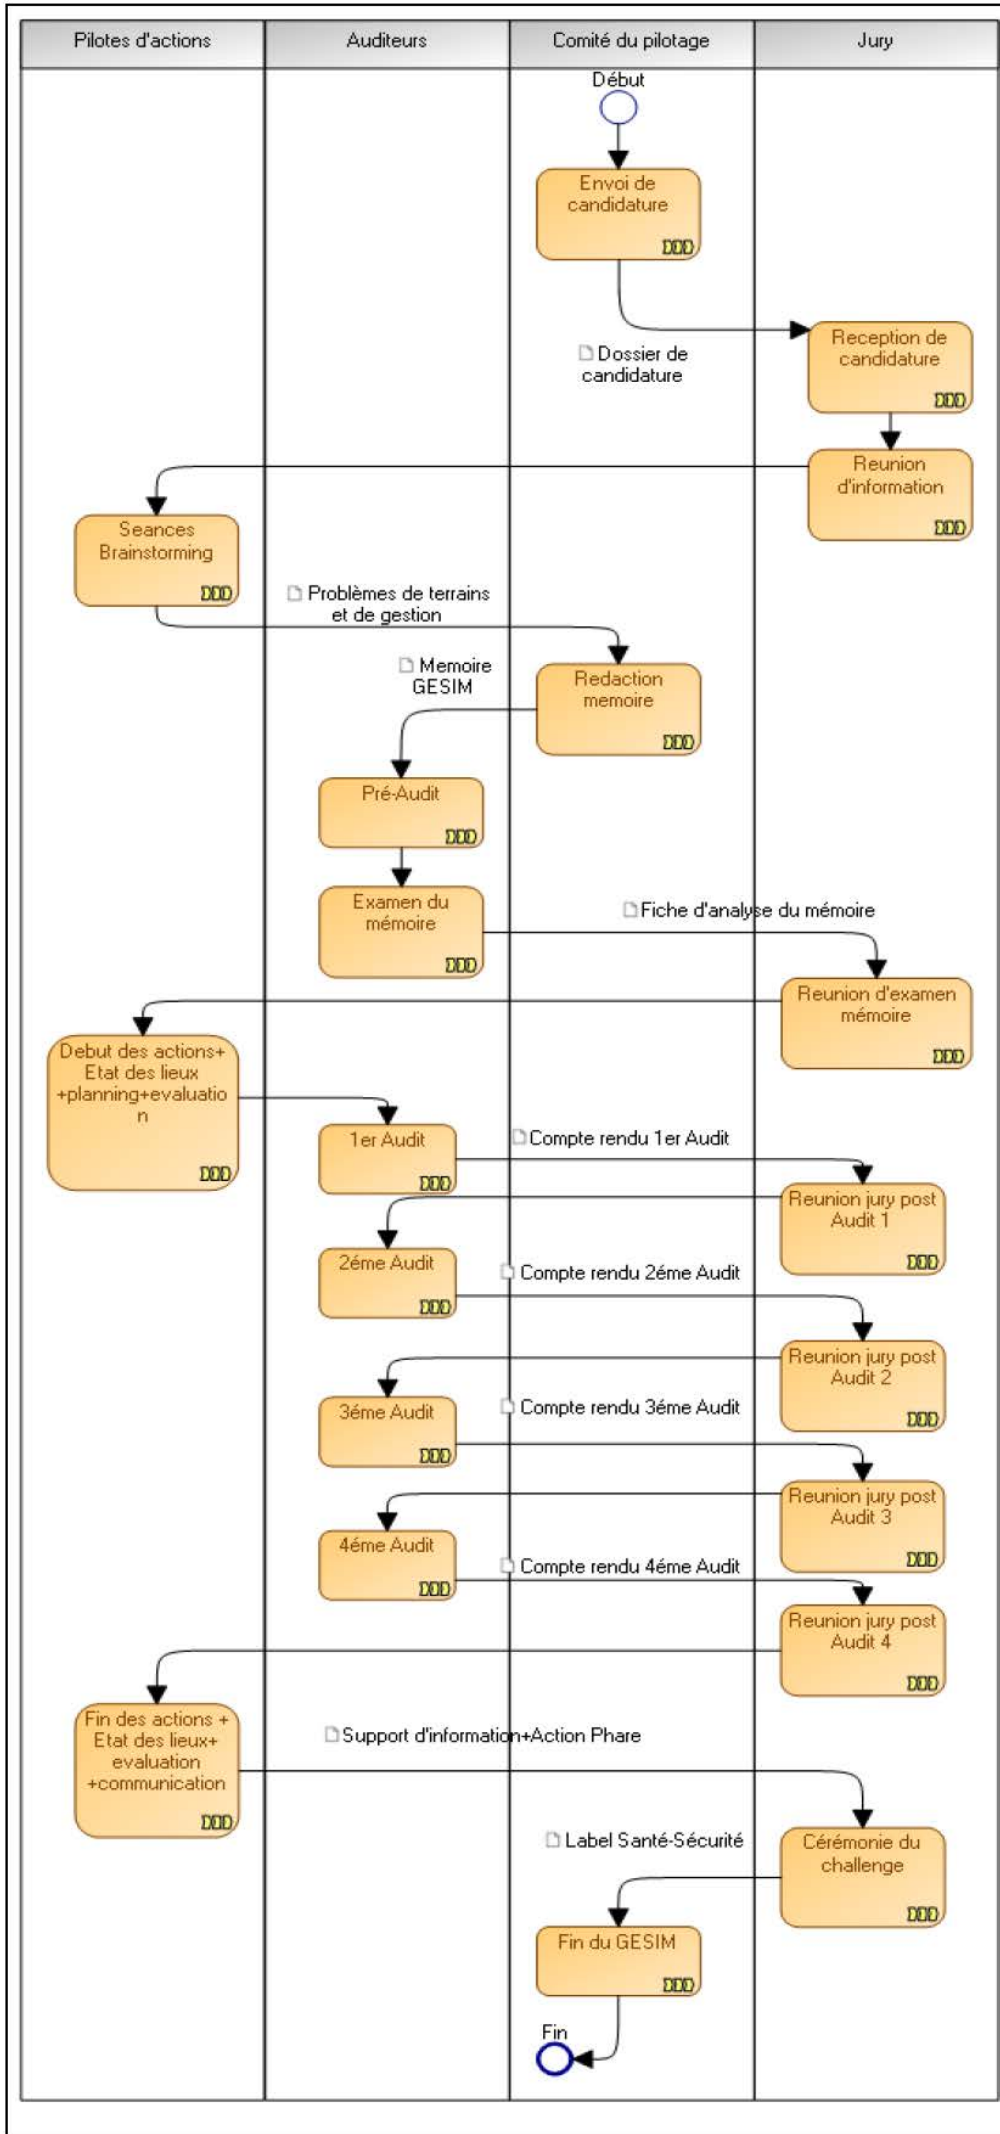 Pilotes d'actions
Auditeurs
Comité du pilotage
Jury
Début
Envoi de
candidature
Dossier de
candidature
Reception de
candidature
Reunion
d'information
Seances
Brainstorming
Problèmes de terrains
et de gestion
Memoire
GESIM
Redaction
memoire
Pré-Audit
Examen du
mémoire
Fiche d'analyse du mémoire
Reunion d'examen
mémoire
Debut des actions+
Etat des lieux
+planning+evaluatio
n
1er Audit
Compte rendu 1er Audit
Reunion jury post
Audit 1
2éme Audit
Compte rendu 2éme Audit
Reunion jury post
Audit 2
3éme Audit
Compte rendu 3éme Audit
Reunion jury post
Audit 3
4éme Audit
Compte rendu 4éme Audit
Reunion jury post
Audit 4
Fin des actions +
Etat des lieux+
evaluation
+communication
Support d'information+Action Phare
Label Santé-Sécurité
Cérémonie du
challenge
Fin du GESIM
Fin